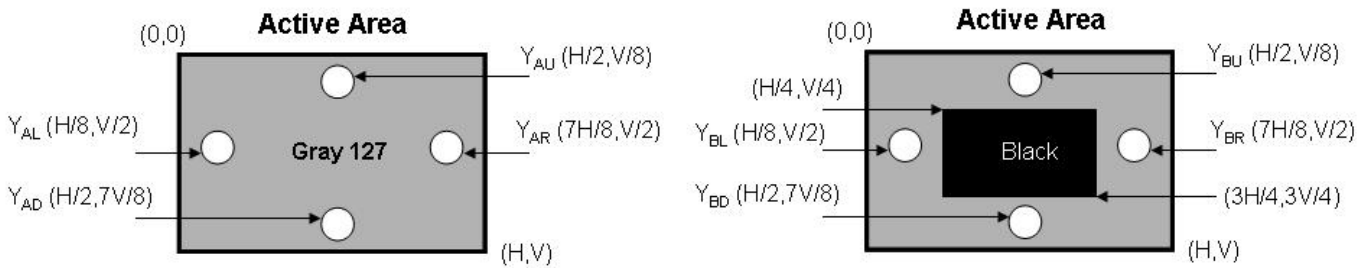 Active Area
(0,0)
Y_AU (H/2,V/8)
Y_AL (H/8,V/2)
Y_AR (7H/8,V/2)
Gray 127
Y_AD (H/2,7V/8)
(H,V)
Active Area
(0,0)
Y_BU (H/2,V/8)
(H/4,V/4)
Y_BL (H/8,V/2)
Y_BR (7H/8,V/2)
Black
Y_BD (H/2,7V/8)
(3H/4,3V/4)
(H,V)